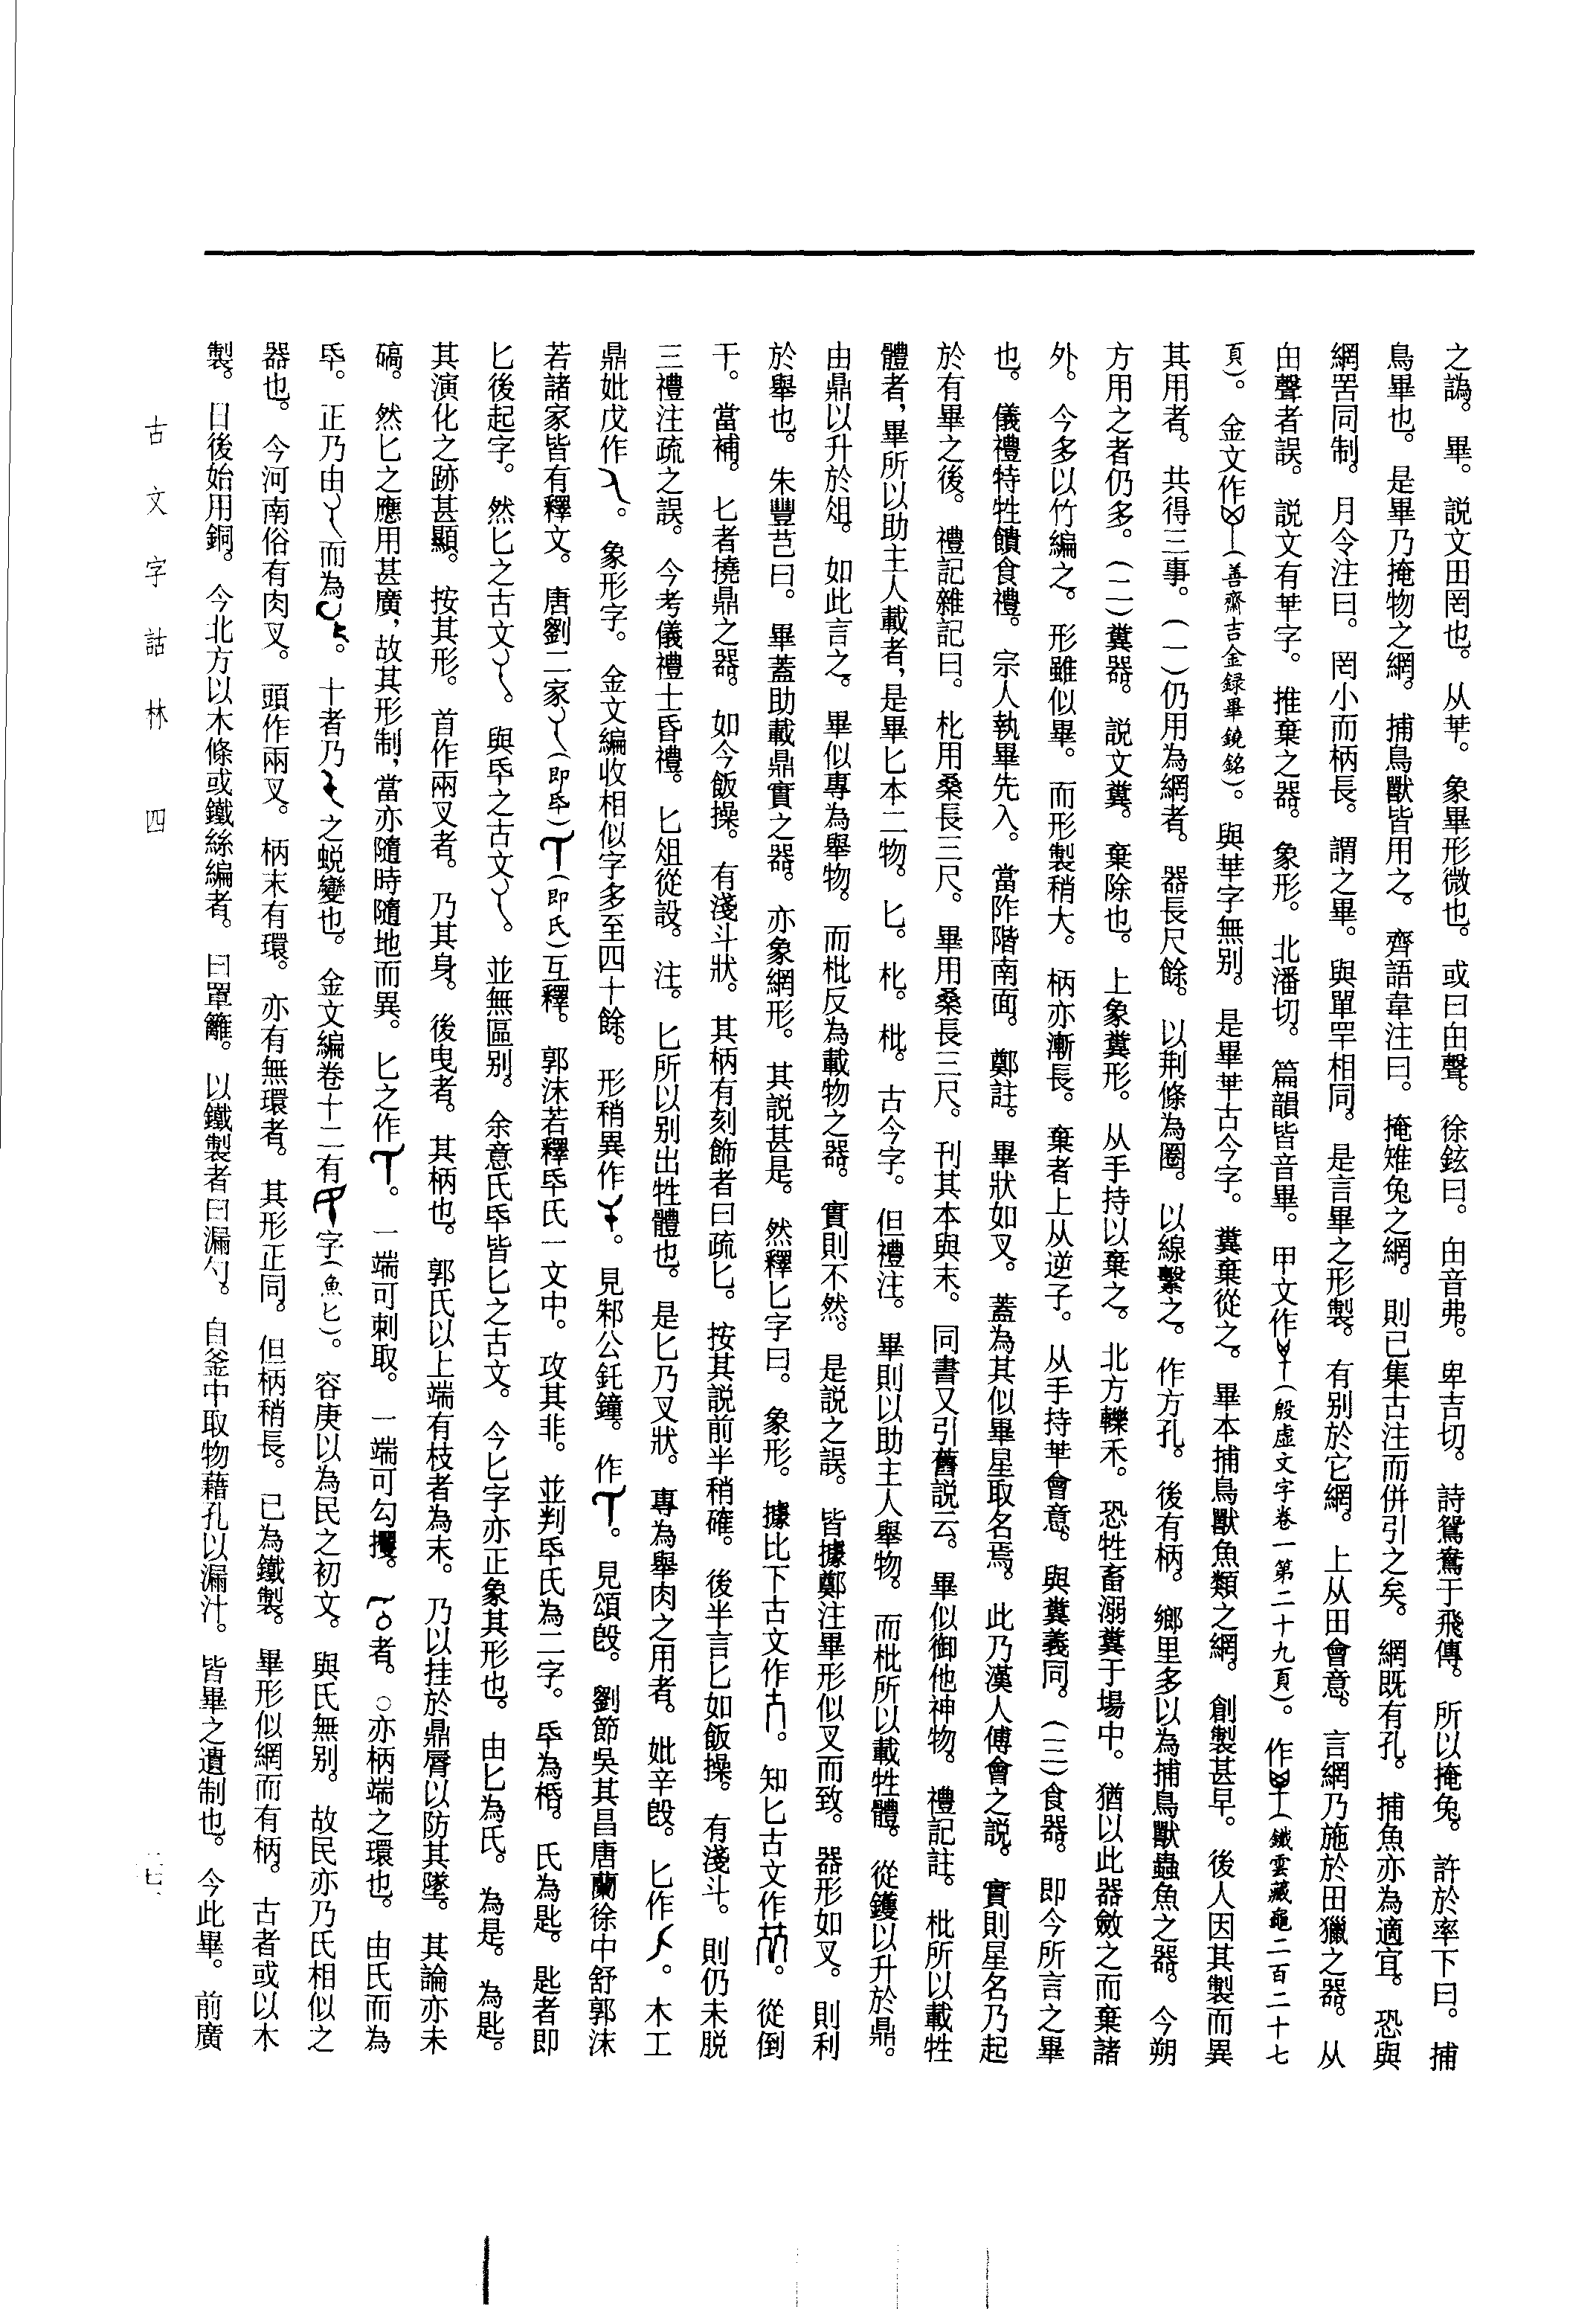 之譌。畢。説文田罔也。从𠦒。象畢形微也。或曰甶聲。徐鉉曰。甶音弗。卑吉切。詩鴛鴦于飛傳。所以掩兔。許於率下曰。捕
鳥畢也。是畢乃掩物之網。捕鳥獸皆用之。齊語韋注曰。掩雉兔之網。則已集古注而併引之矣。網既有孔。捕魚亦為適宜。恐與
網罟同制。月令注曰。罔小而柄長。謂之畢。與單罕相同。是言畢之形製。有别於它網。上从田會意。言網乃施於田獵之器。从
甶聲者誤。説文有𠦒字。推棄之器。象形。北潘切。篇韻皆音畢。甲文作(殷虚文字卷一第二十九頁)。作(鐵雲藏龜二百二十七
頁)。金文作(善齋吉金録畢鐃銘)。與𠦒字無别。是畢𠦒古今字。糞棄從之。畢本捕鳥獸魚類之網。創製甚早。後人因其製而異
其用者。共得三事。(一)仍用為網者。器長尺餘。以荆條為圈。以線繫之。作方孔。後有柄。鄉里多以為捕鳥獸蟲魚之器。今朔
方用之者仍多。(二)糞器。説文糞。棄除也。上象糞形。从手持以棄之。北方轢禾。恐牲畜溺糞于場中。猶以此器斂之而棄諸
外。今多以竹編之。形雖似畢。而形製稍大。柄亦漸長。棄者上从逆子。从手持𠦒會意。與糞義同。(三)食器。即今所言之畢
也。儀禮特牲饋食禮。宗人執畢先入。當阼階南面。鄭註。畢狀如叉。蓋為其似畢星取名焉。此乃漢人傅會之説。實則星名乃起
於有畢之後。禮記雜記曰。朼用桑長三尺。畢用桑長三尺。刊其本與末。同書又引舊説云。畢似御他神物。禮記註。枇所以載牲
體者，畢所以助主人載者，是畢匕本二物。匕。朼。枇。古今字。但禮注。畢則以助主人舉物。而枇所以載牲體。從鑊以升於鼎。
由鼎以升於俎。如此言之。畢似專為舉物。而枇反為載物之器。實則不然。是説之誤。皆據鄭注畢形似叉而致。器形如叉。則利
於舉也。朱豐芑曰。畢蓋助載鼎實之器。亦象網形。其説甚是。然釋匕字曰。象形。據比下古文作。知匕古文作。從倒
干。當補。匕者撓鼎之器。如今飯操。有淺斗狀。其柄有刻飾者曰疏匕。按其説前半稍確。後半言匕如飯操。有淺斗。則仍未脱
三禮注疏之誤。今考儀禮士昏禮。匕俎從設。注。匕所以别出牲體也。是匕乃叉狀。專為舉肉之用者。妣辛𣪘。匕作。木工
鼎妣戊作。象形字。金文編收相似字多至四十餘。形稍異作。見邾公釛鐘。作。見頌𣪘。劉節吳其昌唐蘭徐中舒郭沫
若諸家皆有釋文。唐劉二家(即氒)(即氏)互釋。郭沫若釋氒氏一文中。攻其非。並判氒氏為二字。氒為桰。氏為匙。匙者即
匕後起字。然匕之古文。與氒之古文。並無區别。余意氏氒皆匕之古文。今匕字亦正象其形也。由匕為氏。為是。為匙。
其演化之跡甚顯。按其形。首作兩叉者。乃其身。後曳者。其柄也。郭氏以上端有枝者為末。乃以挂於鼎脣以防其墜。其論亦未
碻。然匕之應用甚廣，故其形制，當亦隨時隨地而異。匕之作。一端可刺取。一端可勾攫。者。○亦柄端之環也。由氏而為
氒。正乃由而為。十者乃之蜕變也。金文編卷十二有字(魚匕)。容庚以為民之初文。與氏無别。故民亦乃氏相似之
器也。今河南俗有肉叉。頭作兩叉。柄末有環。亦有無環者。其形正同。但柄稍長。已為鐵製。畢形似網而有柄。古者或以木
製。日後始用銅。今北方以木條或鐵絲編者。曰罩籬。以鐵製者曰漏勺。自釜中取物藉孔以漏汁。皆畢之遺制也。今此畢。前廣
古文字詁林 四